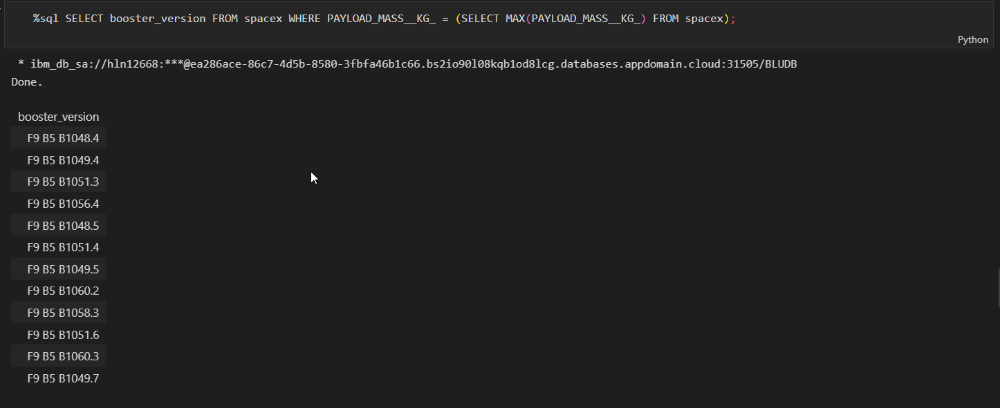 %sql SELECT booster_version FROM spacex WHERE PAYLOAD_MASS__KG_ = (SELECT MAX(PAYLOAD_MASS__KG_) FROM spacex);
Python
* ibm_db_sa://hln12668:***@ea286ace-86c7-4d5b-8580-3fbfa46b1c66.bs2io90l08kqb1od8lcg.databases.appdomain.cloud:31505/BLUDB
Done.
booster_version
F9 B5 B1048.4
F9 B5 B1049.4
F9 B5 B1051.3
F9 B5 B1056.4
F9 B5 B1048.5
F9 B5 B1051.4
F9 B5 B1049.5
F9 B5 B1060.2
F9 B5 B1058.3
F9 B5 B1051.6
F9 B5 B1060.3
F9 B5 B1049.7